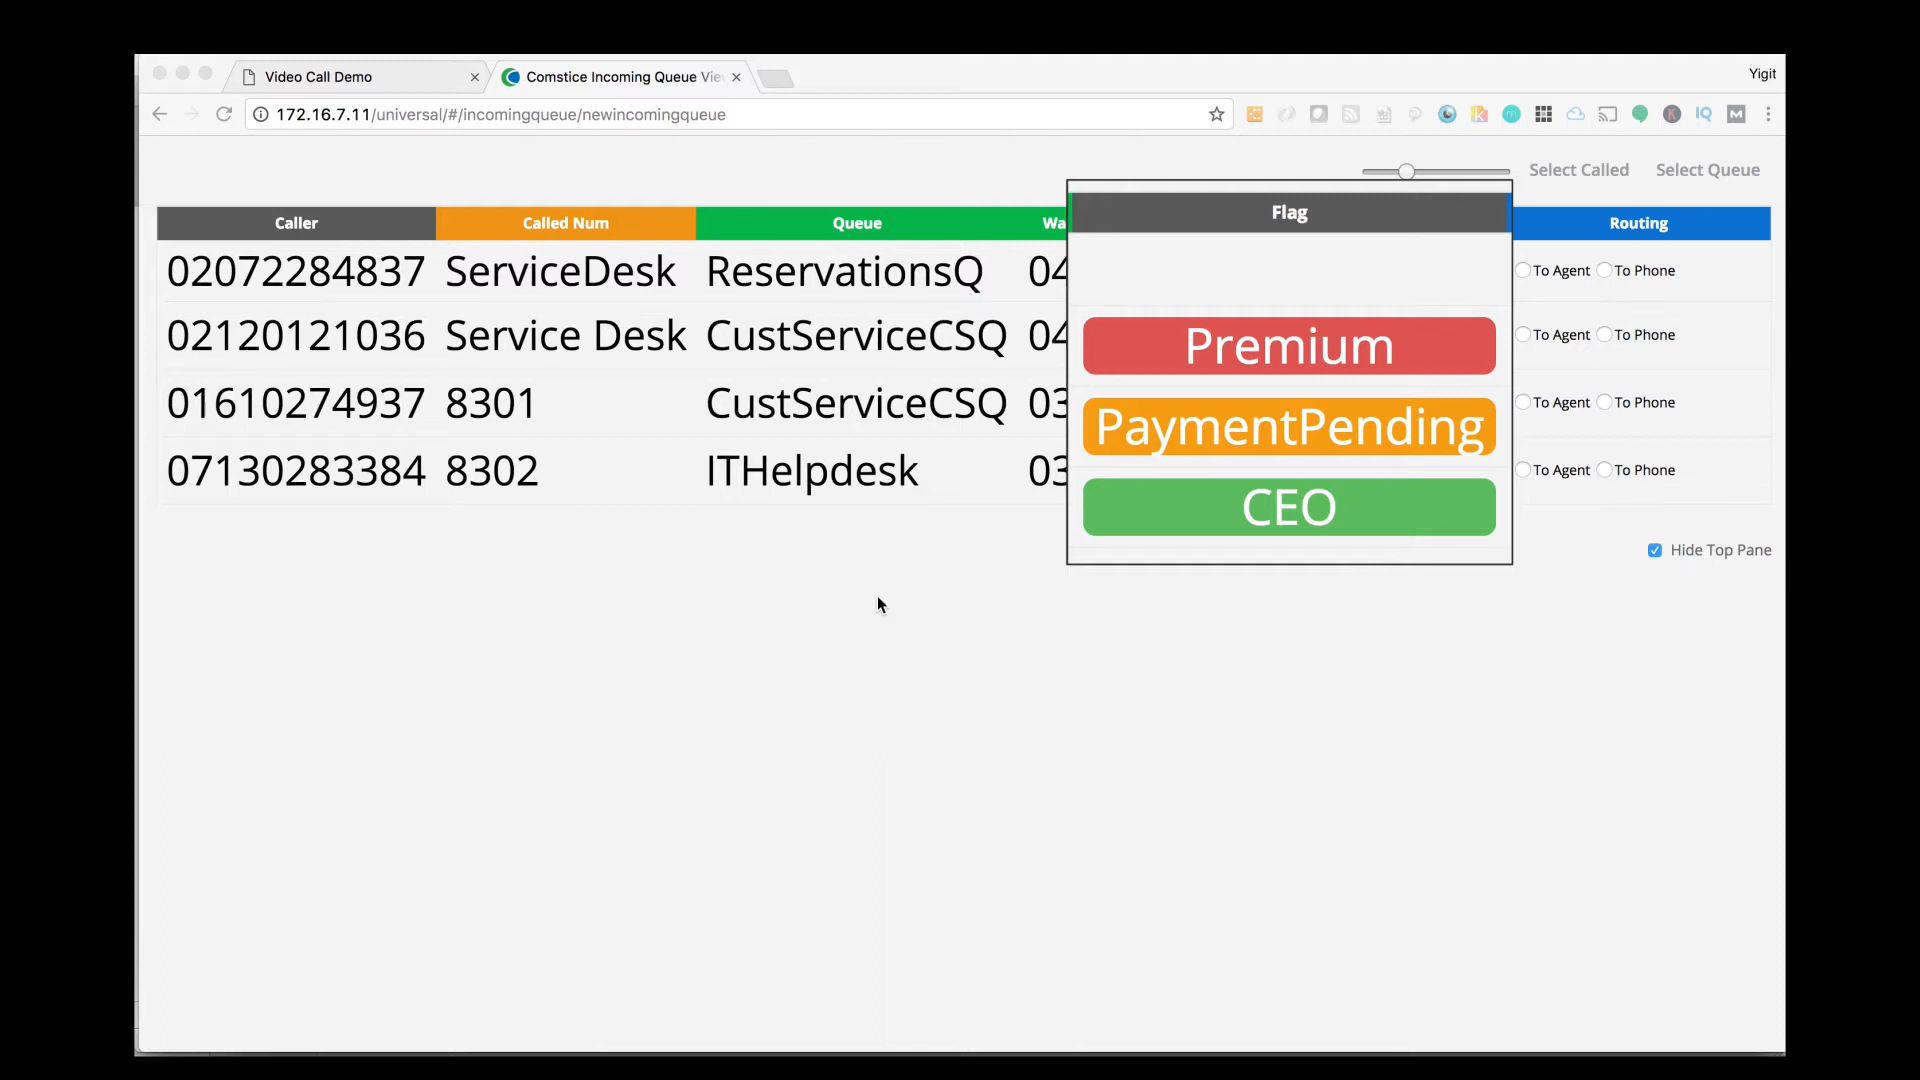 Video Call Demo
Comstice Incoming Queue Vie
Yigit
172.16.7.11/universal/#/incomingqueue/newincomingqueue
Select Called Select Queue
Caller Called Num Queue Wa Flag Routing
02072284837 ServiceDesk ReservationsQ 04 To Agent To Phone
02120121036 Service Desk CustServiceCSQ 04 Premium To Agent To Phone
01610274937 8301 CustServiceCSQ 03 PaymentPending To Agent To Phone
07130283384 8302 ITHelpdesk 03 CEO To Agent To Phone
Hide Top Pane